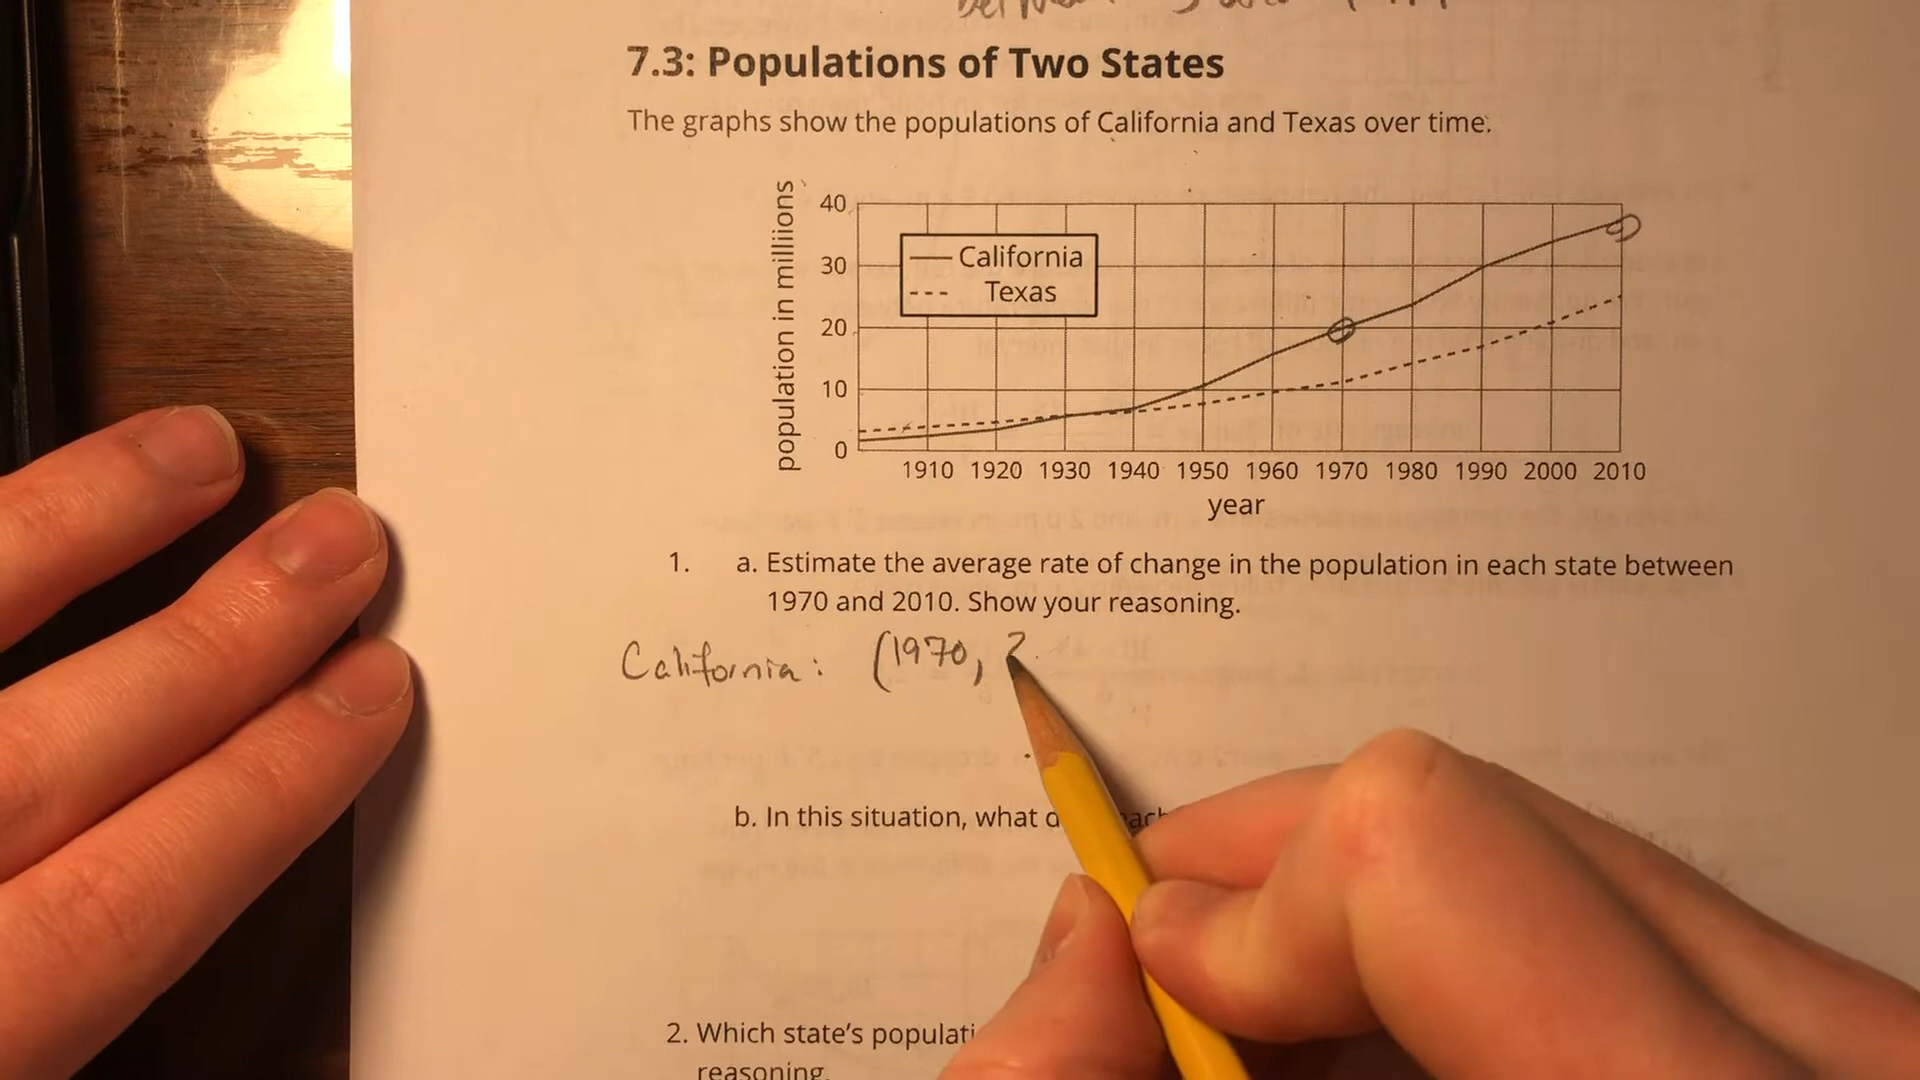 7.3: Populations of Two States
The graphs show the populations of California and Texas over time.
population in milliions
40
30
20
10
0
California
Texas
1910 1920 1930 1940 1950 1960 1970 1980 1990 2000 2010
year
1. a. Estimate the average rate of change in the population in each state between
1970 and 2010. Show your reasoning.
California: (1970, 2
b. In this situation, what
2. Which state's
reasoning.